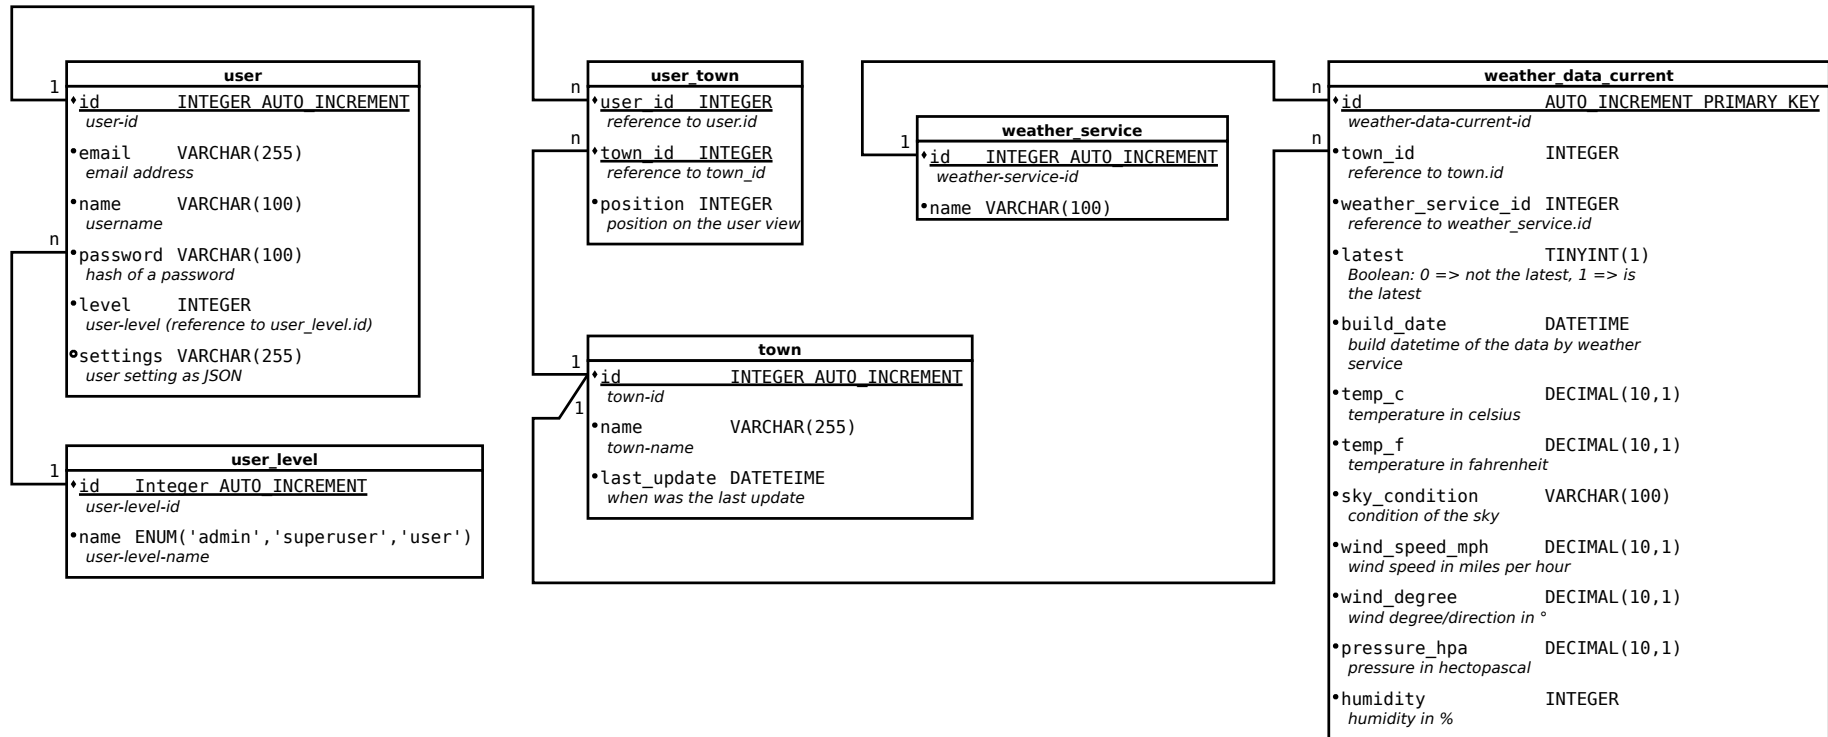 user
1
id INTEGER AUTO_INCREMENT
user-id
email VARCHAR(255)
email address
name VARCHAR(100)
username
n
password VARCHAR(100)
hash of a password
level INTEGER
user-level (reference to user_level.id)
settings VARCHAR(255)
user setting as JSON
user_level
1
id Integer AUTO_INCREMENT
user-level-id
name ENUM('admin','superuser','user')
user-level-name
user_town
n
user_id INTEGER
reference to user.id
n
town_id INTEGER
reference to town_id
position INTEGER
position on the user view
town
1
id INTEGER AUTO_INCREMENT
town-id
1
name VARCHAR(255)
town-name
last_update DATETEIME
when was the last update
weather_service
1
id INTEGER AUTO_INCREMENT
weather-service-id
name VARCHAR(100)
weather_data_current
n
id AUTO_INCREMENT PRIMARY KEY
weather-data-current-id
n
town_id INTEGER
reference to town.id
weather_service_id INTEGER
reference to weather_service.id
latest TINYINT(1)
Boolean: 0 => not the latest, 1 => is
the latest
build_date DATETIME
build datetime of the data by weather
service
temp_c DECIMAL(10,1)
temperature in celsius
temp_f DECIMAL(10,1)
temperature in fahrenheit
sky_condition VARCHAR(100)
condition of the sky
wind_speed_mph DECIMAL(10,1)
wind speed in miles per hour
wind_degree DECIMAL(10,1)
wind degree/direction in °
pressure_hpa DECIMAL(10,1)
pressure in hectopascal
humidity INTEGER
humidity in %